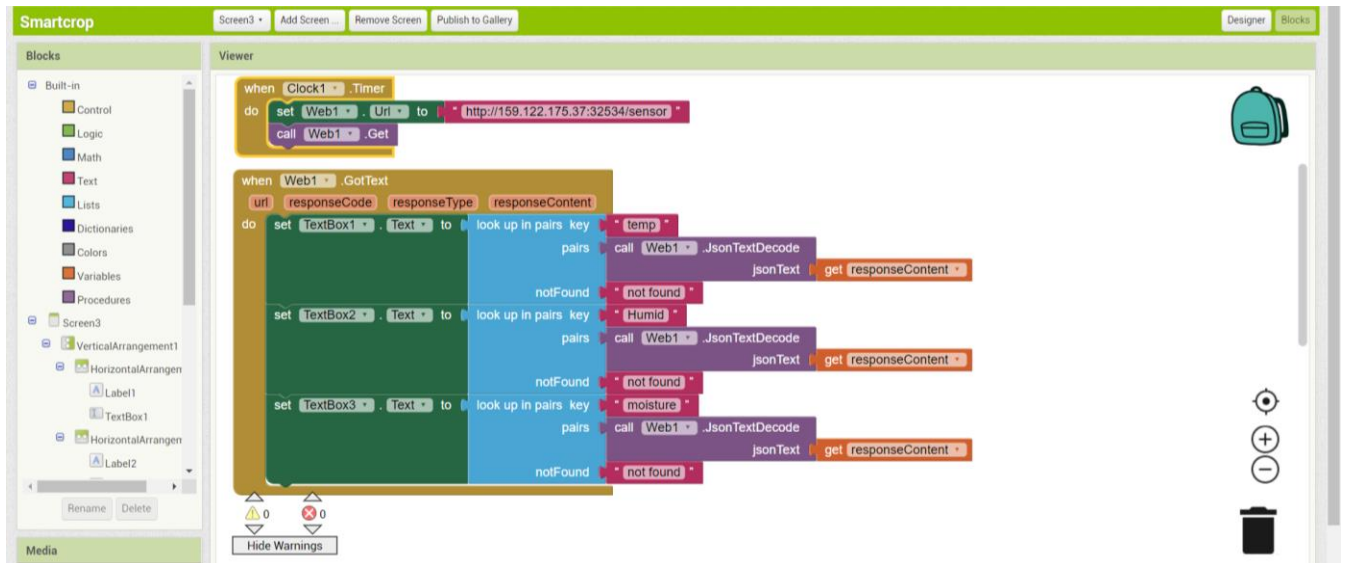 Smartcrop
Screen3 Add Screen ... Remove Screen Publish to Gallery
Designer Blocks
Blocks
Viewer
Built-in
Control
Logic
Math
Text
Lists
Dictionaries
Colors
Variables
Procedures
Screen3
VerticalArrangement1
HorizontalArrangen
Label1
TextBox1
HorizontalArrangen
Label2
Rename Delete
Media
when Clock1 .Timer
do set Web1 . Url to " http://159.122.175.37:32534/sensor "
call Web1 .Get
when Web1 .GotText
url responseCode responseType responseContent
do set TextBox1 . Text to look up in pairs key " temp "
pairs call Web1 .JsonTextDecode
jsonText get responseContent
notFound " not found "
set TextBox2 . Text to look up in pairs key " Humid "
pairs call Web1 .JsonTextDecode
jsonText get responseContent
notFound " not found "
set TextBox3 . Text to look up in pairs key " moisture "
pairs call Web1 .JsonTextDecode
jsonText get responseContent
notFound " not found "
0 0
Hide Warnings